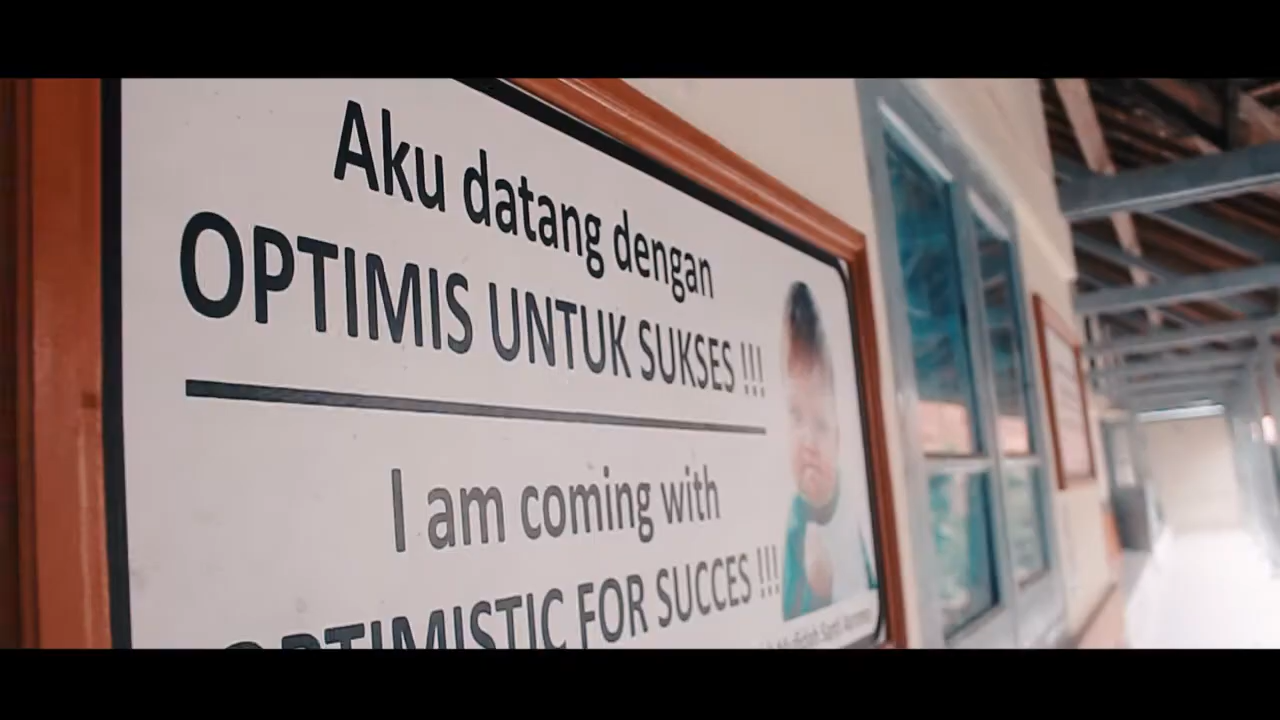 Aku datang dengan
OPTIMIS UNTUK SUKSES !!!
I am coming with
OPTIMISTIC FOR SUCCES !!!